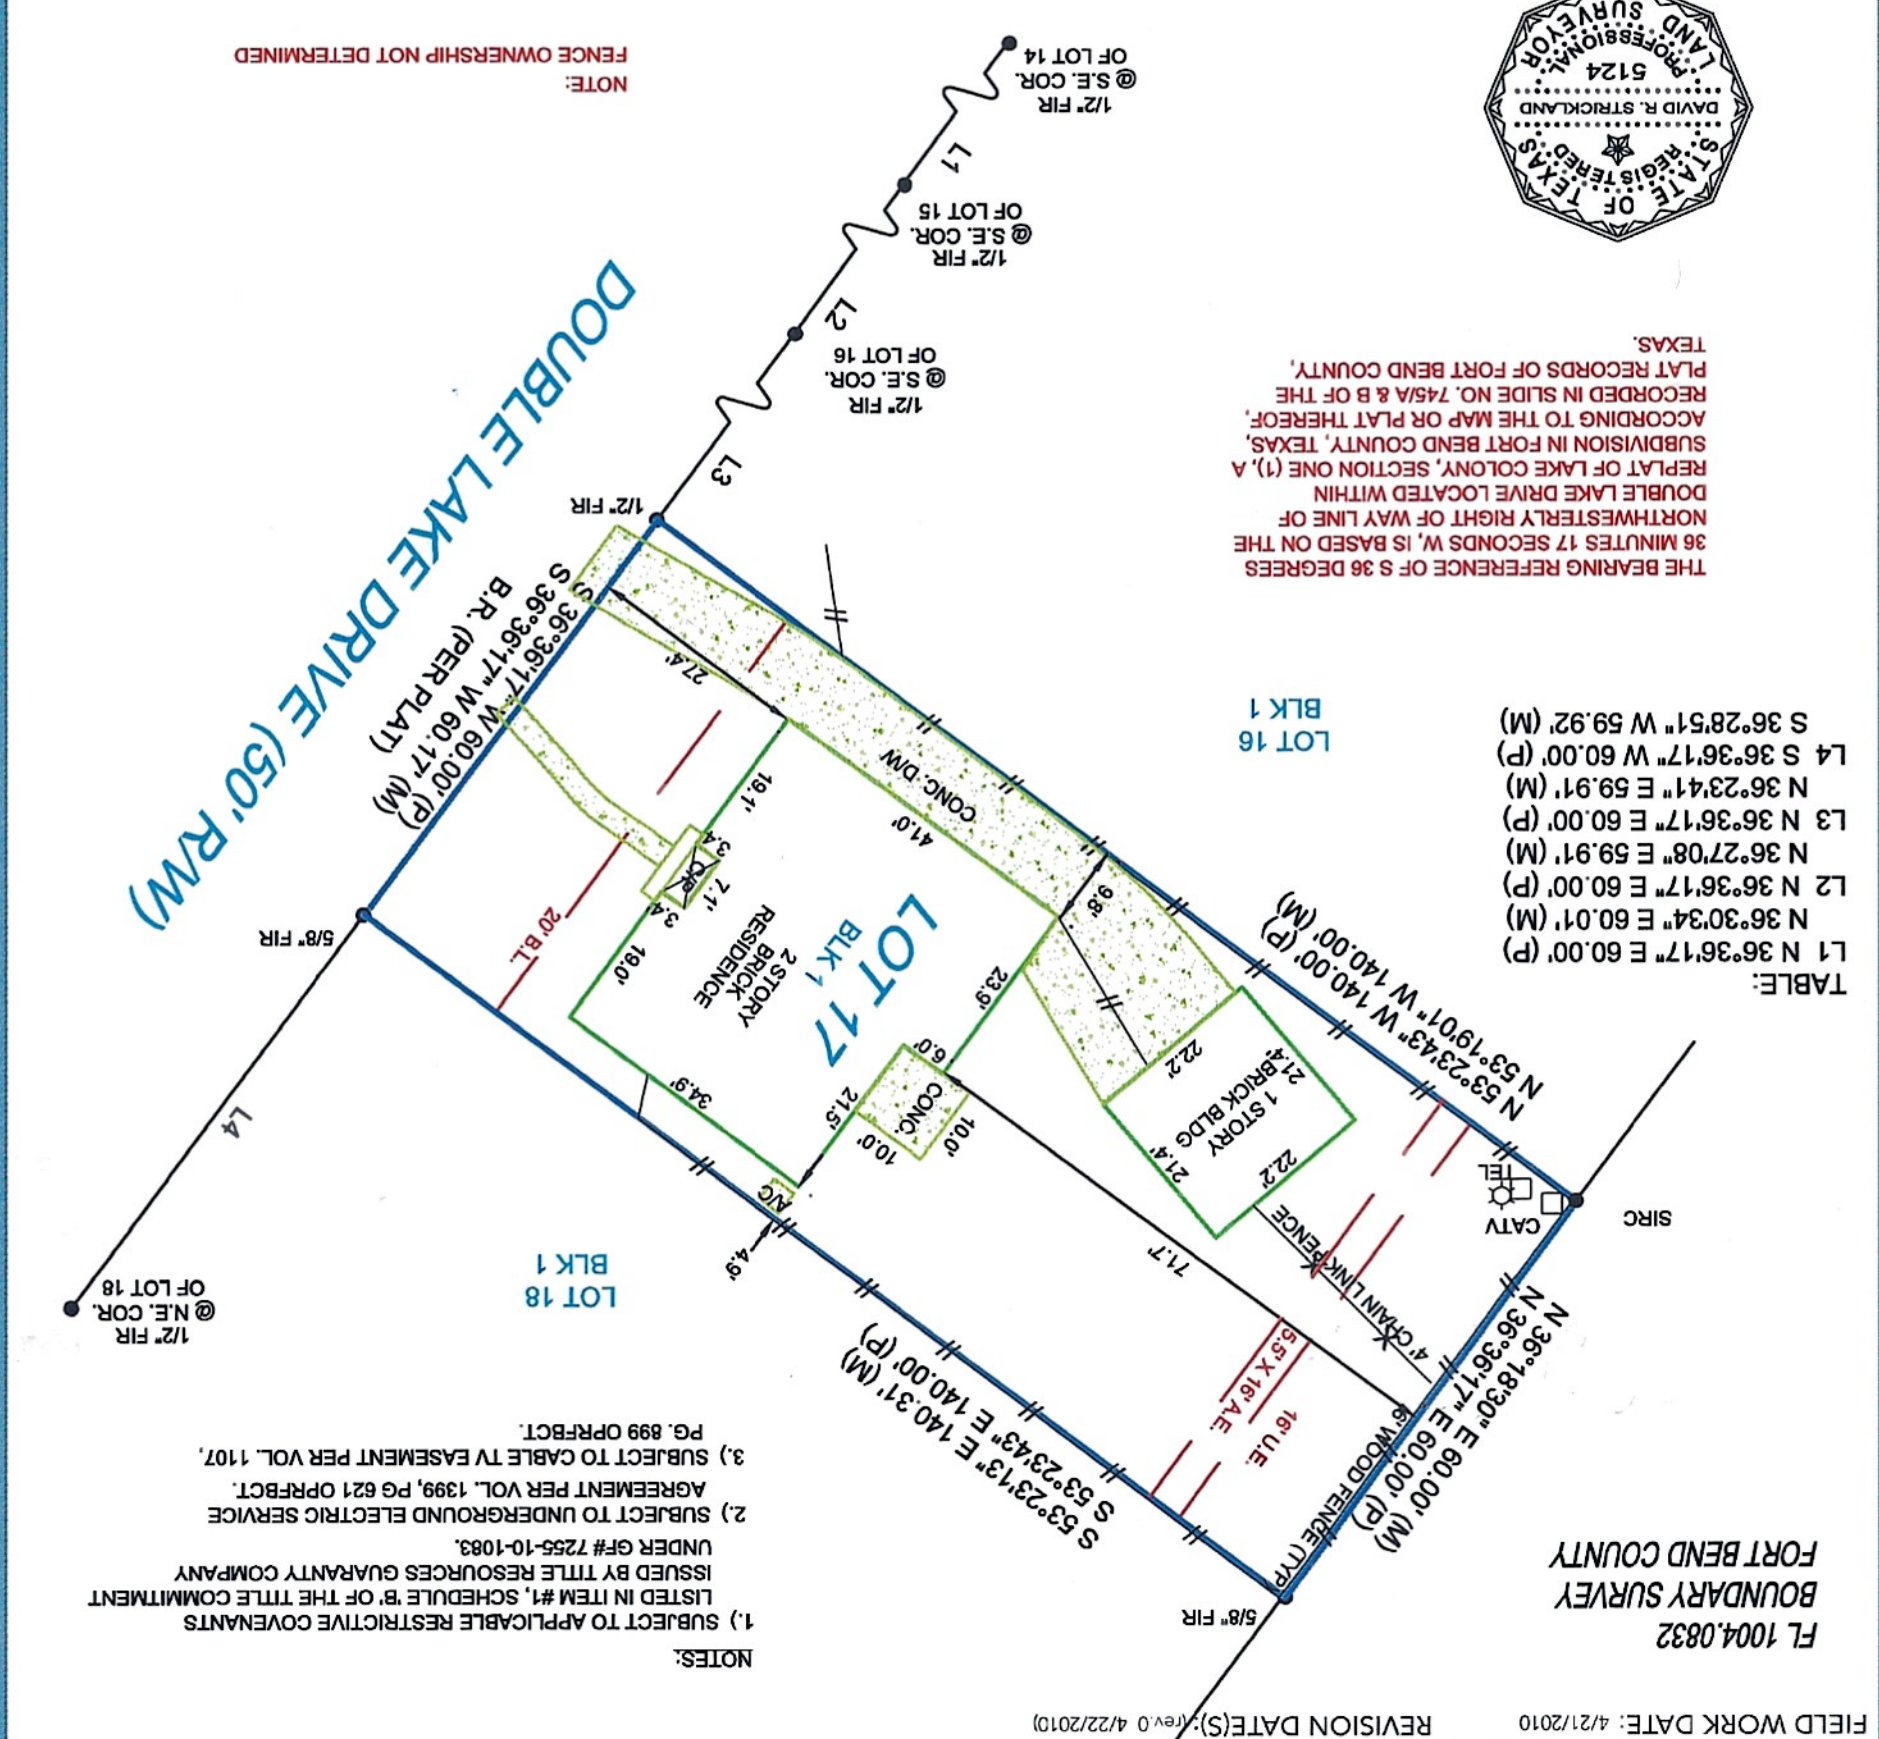 FIELD WORK DATE: 4/21/2010
REVISION DATE(S): (rev.0 4/22/2010)
FL 1004.0832
BOUNDARY SURVEY
FORT BEND COUNTY
NOTES:
1.) SUBJECT TO APPLICABLE RESTRICTIVE COVENANTS
LISTED IN ITEM #1, SCHEDULE 'B' OF THE TITLE COMMITMENT
ISSUED BY TITLE RESOURCES GUARANTY COMPANY
UNDER GF# 7255-10-1083.
2.) SUBJECT TO UNDERGROUND ELECTRIC SERVICE
AGREEMENT PER VOL. 1399, PG 621 OPRFBCT.
3.) SUBJECT TO CABLE TV EASEMENT PER VOL. 1107,
PG. 899 OPRFBCT.
5/8" FIR
N 36°18'30" E 60.00' (M)
N 36°36'17" E 60.00' (P)
6' WOOD FENCE (TYP
16' U.E.
5.5' X 16' A.E.
S 53°23'13" E 140.31' (M)
S 53°23'43" E 140.00' (P)
4' CHAIN LINK FENCE
71.7'
LOT 18
BLK 1
1/2" FIR
@ N.E. COR.
OF LOT 18
SIRC
CATV
TEL
4.9'
A/C
22.2'
21.4'
1 STORY
BRICK BLDG
21.4'
22.2'
10.0'
10.0'
CONC.
6.0'
21.5'
34.9'
L4
N 53°23'43" W 140.00' (P)
N 53°19'01" W 140.00' (M)
TABLE:
L1 N 36°36'17" E 60.00' (P)
N 36°30'34" E 60.01' (M)
L2 N 36°36'17" E 60.00' (P)
N 36°27'08" E 59.91' (M)
L3 N 36°36'17" E 60.00' (P)
N 36°23'41" E 59.91' (M)
L4 S 36°36'17" W 60.00' (P)
S 36°28'51" W 59.92' (M)
23.9'
9.8'
LOT 17
BLK 1
2 STORY
BRICK
RESIDENCE
19.0'
3.4'
7.1'
3.4'
19.1'
20' B.L.
5/8" FIR
41.0'
CONC. D/W
LOT 16
BLK 1
27.4'
S 36°36'17" W 60.00' (P)
S 36°36'17" W 60.17' (M)
B.R. (PER PLAT)
DOUBLE LAKE DRIVE (50' R/W)
1/2" FIR
THE BEARING REFERENCE OF S 36 DEGREES
36 MINUTES 17 SECONDS W, IS BASED ON THE
NORTHWESTERLY RIGHT OF WAY LINE OF
DOUBLE LAKE DRIVE LOCATED WITHIN
REPLAT OF LAKE COLONY, SECTION ONE (1), A
SUBDIVISION IN FORT BEND COUNTY, TEXAS,
ACCORDING TO THE MAP OR PLAT THEREOF,
RECORDED IN SLIDE NO. 745/A & B OF THE
PLAT RECORDS OF FORT BEND COUNTY,
TEXAS.
L3
1/2" FIR
@ S.E. COR.
OF LOT 16
L2
1/2" FIR
@ S.E. COR.
OF LOT 15
L1
1/2" FIR
@ S.E. COR.
OF LOT 14
STATE OF TEXAS
REGISTERED
DAVID R. STRICKLAND
5124
PROFESSIONAL
LAND SURVEYOR
NOTE:
FENCE OWNERSHIP NOT DETERMINED